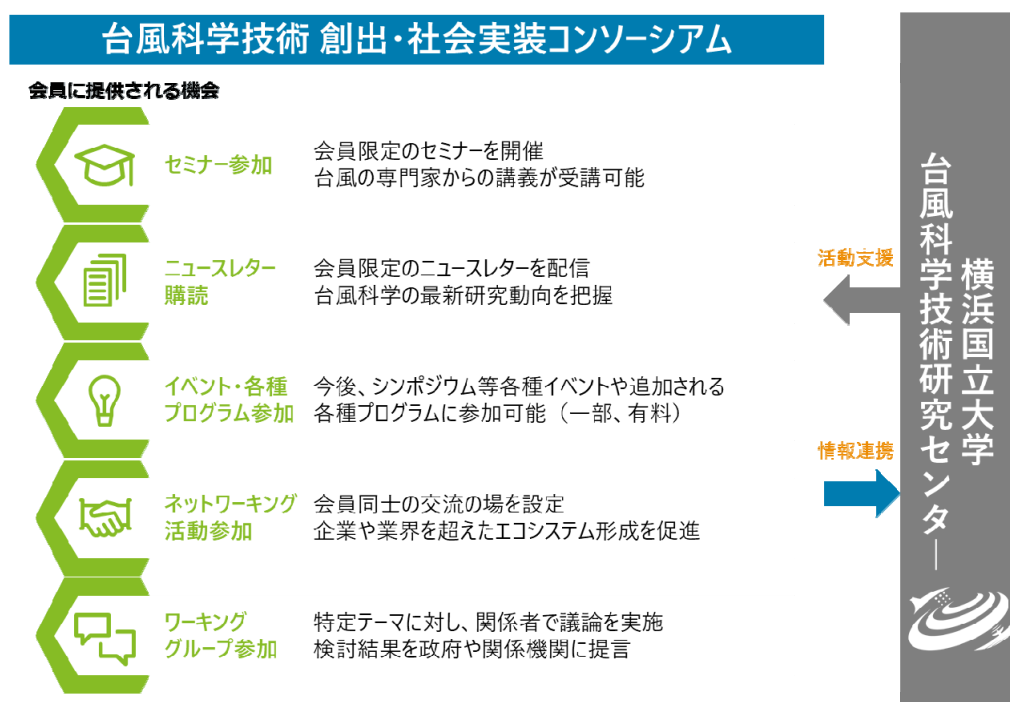 台風科学技術 創出・社会実装コンソーシアム
会員に提供される機会
セミナー参加
会員限定のセミナーを開催
台風の専門家からの講義が受講可能
ニュースレター
購読
会員限定のニュースレターを配信
台風科学の最新研究動向を把握
イベント・各種
プログラム参加
今後、シンポジウム等各種イベントや追加される
各種プログラムに参加可能（一部、有料）
ネットワーキング
活動参加
会員同士の交流の場を設定
企業や業界を超えたエコシステム形成を促進
ワーキング
グループ参加
特定テーマに対し、関係者で議論を実施
検討結果を政府や関係機関に提言
活動支援
情報連携
横浜国立大学
台風科学技術研究センター